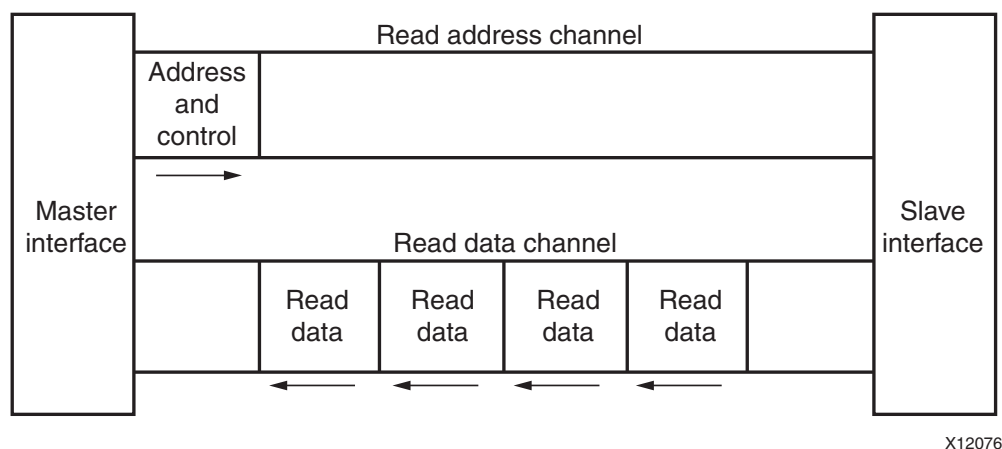 Read address channel
Address
and
control
Master
interface
Slave
interface
Read data channel
Read
data
Read
data
Read
data
Read
data
X12076